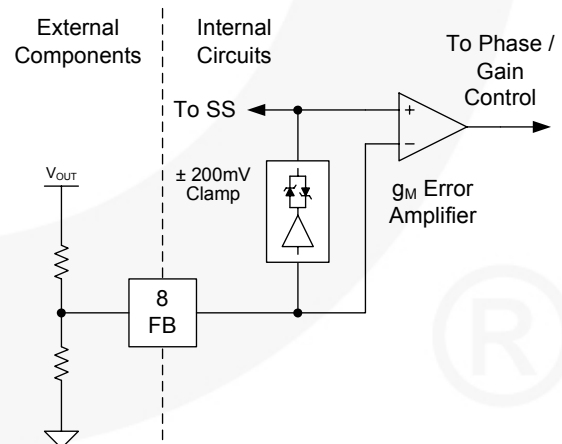 External
Components
Internal
Circuits
To Phase /
Gain
Control
To SS
+
−
± 200mV
Clamp
gM Error
Amplifier
VOUT
8
FB
®